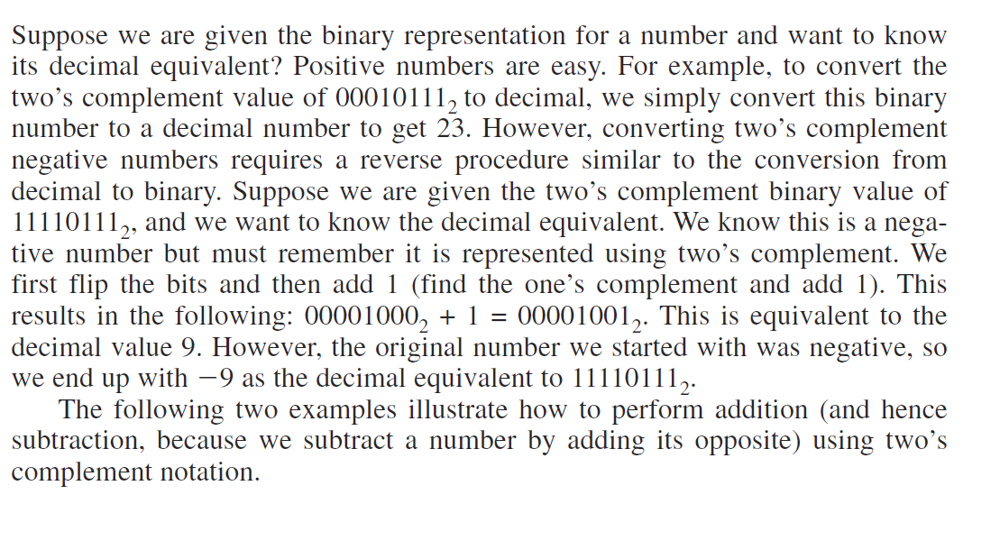 Suppose we are given the binary representation for a number and want to know
its decimal equivalent? Positive numbers are easy. For example, to convert the
two’s complement value of 00010111₂ to decimal, we simply convert this binary
number to a decimal number to get 23. However, converting two’s complement
negative numbers requires a reverse procedure similar to the conversion from
decimal to binary. Suppose we are given the two’s complement binary value of
11110111₂, and we want to know the decimal equivalent. We know this is a nega-
tive number but must remember it is represented using two’s complement. We
first flip the bits and then add 1 (find the one’s complement and add 1). This
results in the following: 00001000₂ + 1 = 00001001₂. This is equivalent to the
decimal value 9. However, the original number we started with was negative, so
we end up with −9 as the decimal equivalent to 11110111₂.
The following two examples illustrate how to perform addition (and hence
subtraction, because we subtract a number by adding its opposite) using two’s
complement notation.